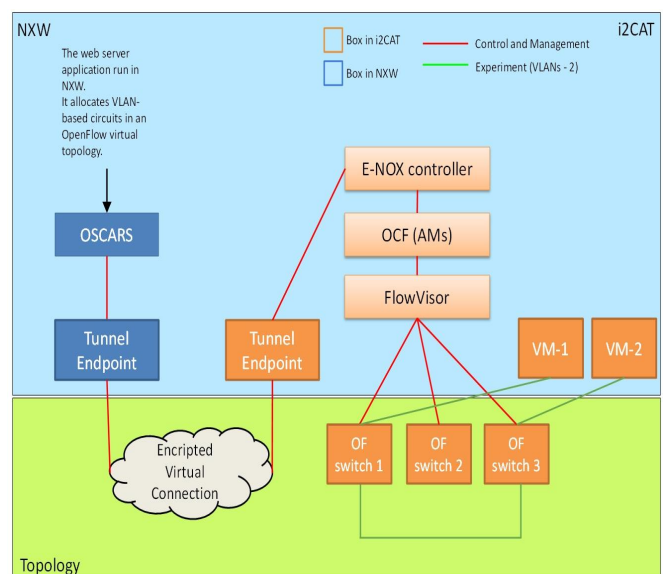 NXW
i2CAT
The web server
application run in
NXW.
It allocates VLAN-
based circuits in an
OpenFlow virtual
topology.
Box in i2CAT
Box in NXW
Control and Management
Experiment (VLANs - 2)
E-NOX controller
OSCARS
OCF (AMs)
FlowVisor
Tunnel
Endpoint
Tunnel
Endpoint
VM-1
VM-2
Encripted
Virtual
Connection
OF
switch 1
OF
switch 2
OF
switch 3
Topology